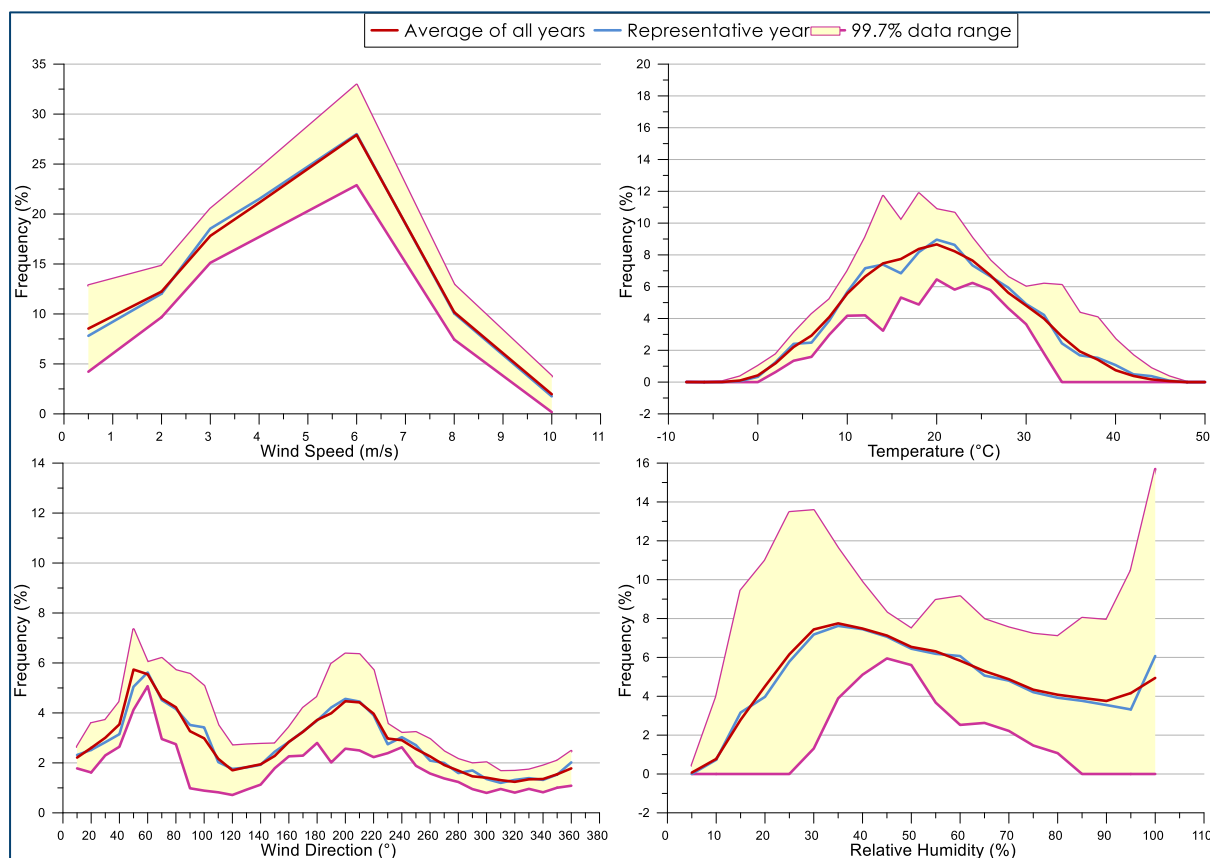 Average of all years Representative year 99.7% data range
35
30
25
20
15
10
5
0
Frequency (%)
0 1 2 3 4 5 6 7 8 9 10 11
Wind Speed (m/s)
20
18
16
14
12
10
8
6
4
2
0
-2
Frequency (%)
-10 0 10 20 30 40 50
Temperature (°C)
14
12
10
8
6
4
2
0
Frequency (%)
0 20 40 60 80 100 120 140 160 180 200 220 240 260 280 300 320 340 360 380
Wind Direction (°)
16
14
12
10
8
6
4
2
0
-2
Frequency (%)
0 10 20 30 40 50 60 70 80 90 100 110
Relative Humidity (%)